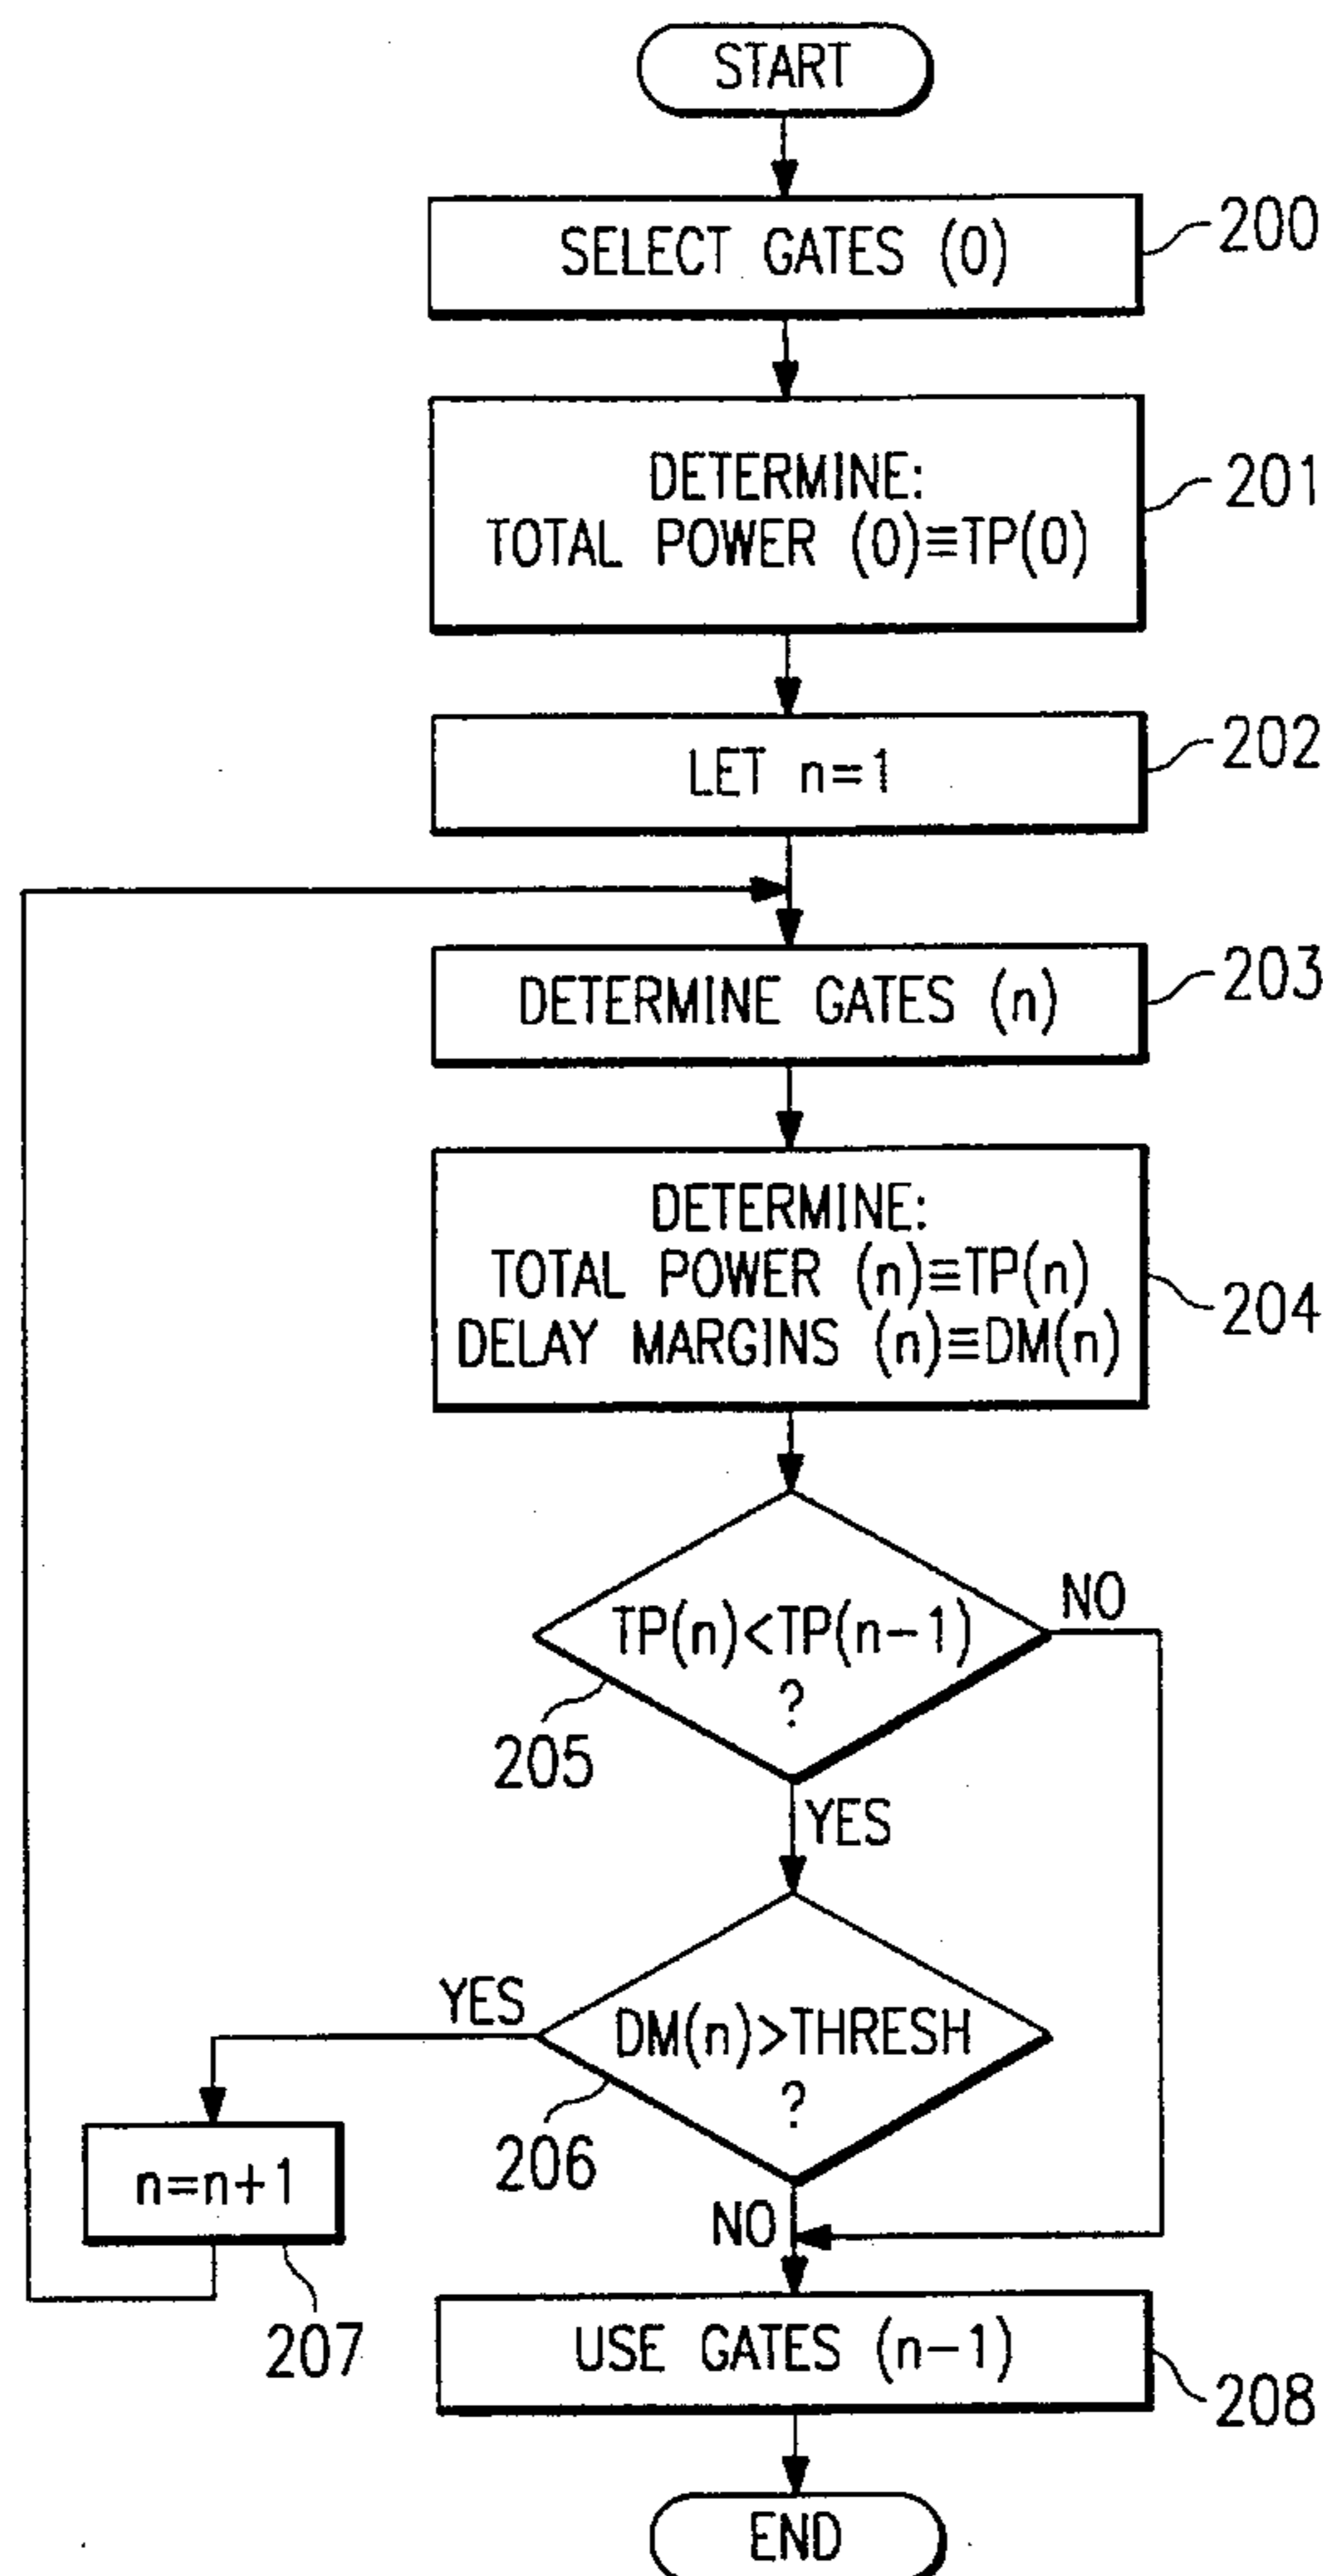 START
SELECT GATES (0)
200
DETERMINE:
TOTAL POWER (0)≡TP(0)
201
LET n=1
202
DETERMINE GATES (n)
203
DETERMINE:
TOTAL POWER (n)≡TP(n)
DELAY MARGINS (n)≡DM(n)
204
TP(n)<TP(n-1)
?
NO
205
YES
DM(n)>THRESH
?
YES
206
n=n+1
207
NO
USE GATES (n-1)
208
END